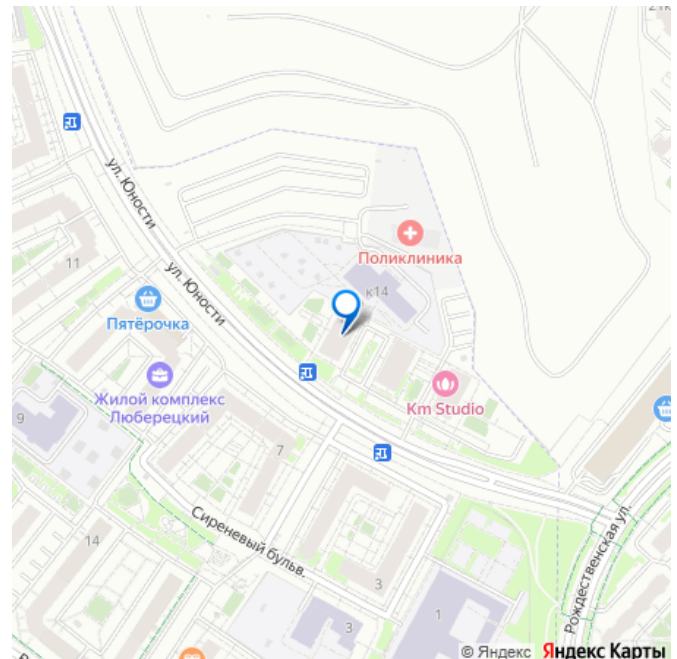 21к
ул. Юности
ул. Юности
11
Пятёрочка
Поликлиника
к14
Жилой комплекс
Люберецкий
Km Studio
9
7
Сиреневый бульв.
14
3
3
1
Рождественская ул.
© Яндекс Яндекс Карты